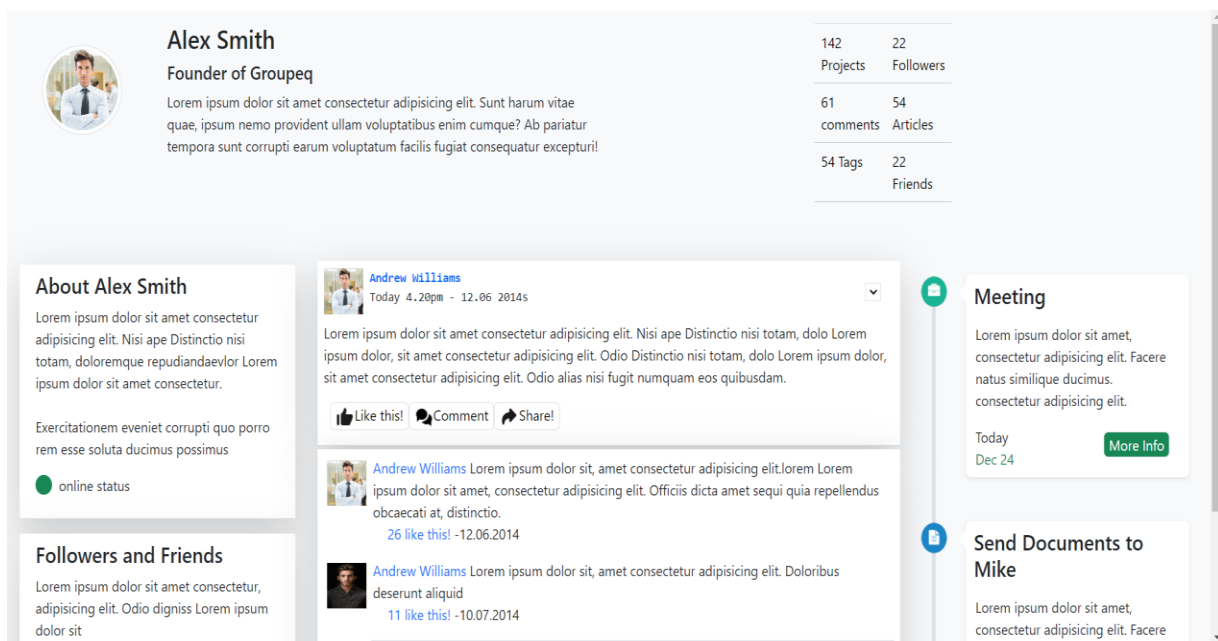 Alex Smith
Founder of Groupeq
Lorem ipsum dolor sit amet consectetur adipisicing elit. Sunt harum vitae
quae, ipsum nemo provident ullam voluptatibus enim cumque? Ab pariatur
tempora sunt corrupti earum voluptatum facilis fugiat consequatur excepturi!
142
Projects
22
Followers
61
comments
54
Articles
54 Tags
22
Friends
About Alex Smith
Lorem ipsum dolor sit amet consectetur
adipisicing elit. Nisi ape Distinctio nisi
totam, doloremque repudiandaevlor Lorem
ipsum dolor sit amet consectetur.
Exercitationem eveniet corrupti quo porro
rem esse soluta ducimus possimus
online status
Followers and Friends
Lorem ipsum dolor sit amet consectetur,
adipisicing elit. Odio digniss Lorem ipsum
dolor sit
Andrew Williams
Today 4.20pm - 12.06 2014s
Lorem ipsum dolor sit amet consectetur adipisicing elit. Nisi ape Distinctio nisi totam, dolo Lorem
ipsum dolor, sit amet consectetur adipisicing elit. Odio Distinctio nisi totam, dolo Lorem ipsum dolor,
sit amet consectetur adipisicing elit. Odio alias nisi fugit numquam eos quibusdam.
Like this! Comment Share!
Andrew Williams Lorem ipsum dolor sit, amet consectetur adipisicing elit.lorem Lorem
ipsum dolor sit amet, consectetur adipisicing elit. Officiis dicta amet sequi quia repellendus
obcaecati at, distinctio.
26 like this! -12.06.2014
Andrew Williams Lorem ipsum dolor sit, amet consectetur adipisicing elit. Doloribus
deserunt aliquid
11 like this! -10.07.2014
Meeting
Lorem ipsum dolor sit amet,
consectetur adipisicing elit. Facere
natus similique ducimus.
consectetur adipisicing elit.
Today
Dec 24
More Info
Send Documents to
Mike
Lorem ipsum dolor sit amet,
consectetur adipisicing elit. Facere